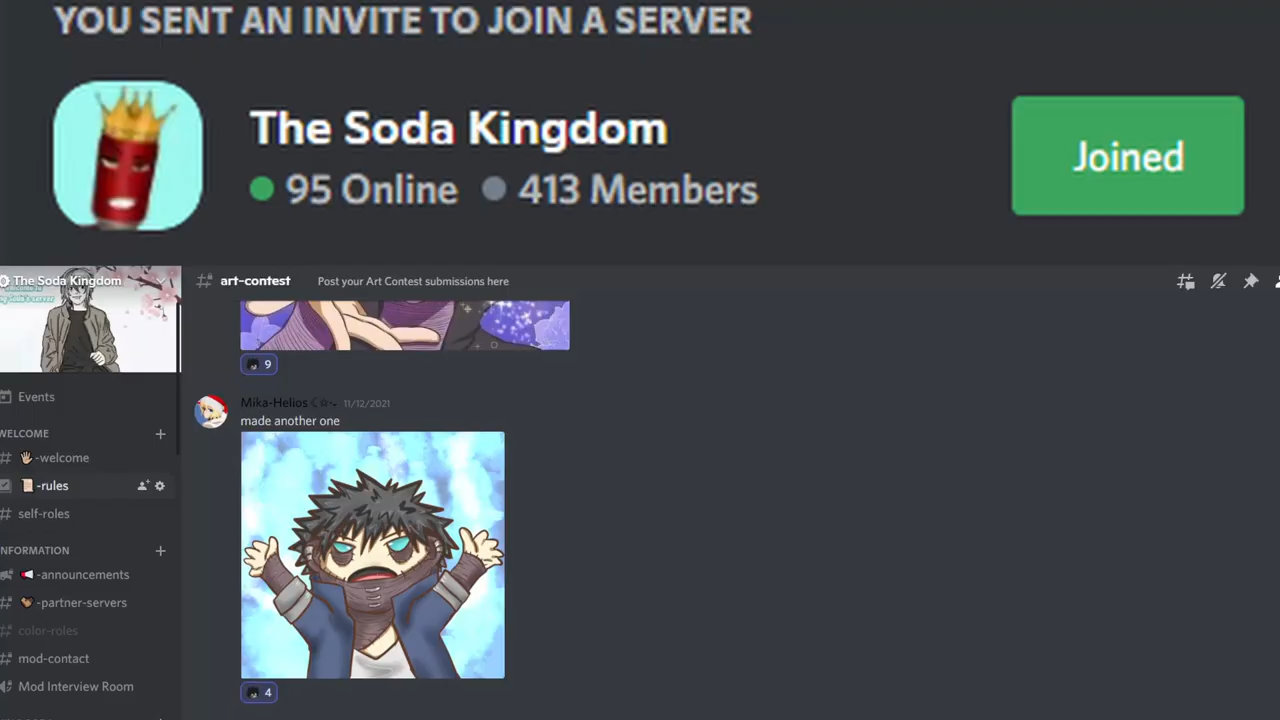 YOU SENT AN INVITE TO JOIN A SERVER
The Soda Kingdom
95 Online 413 Members
Joined
The Soda Kingdom
Events
WELCOME
-welcome
-rules
self-roles
NFORMATION
-announcements
-partner-servers
color-roles
mod-contact
Mod Interview Room
art-contest Post your Art Contest submissions here
9
Mika-Helios 11/12/2021
made another one
4